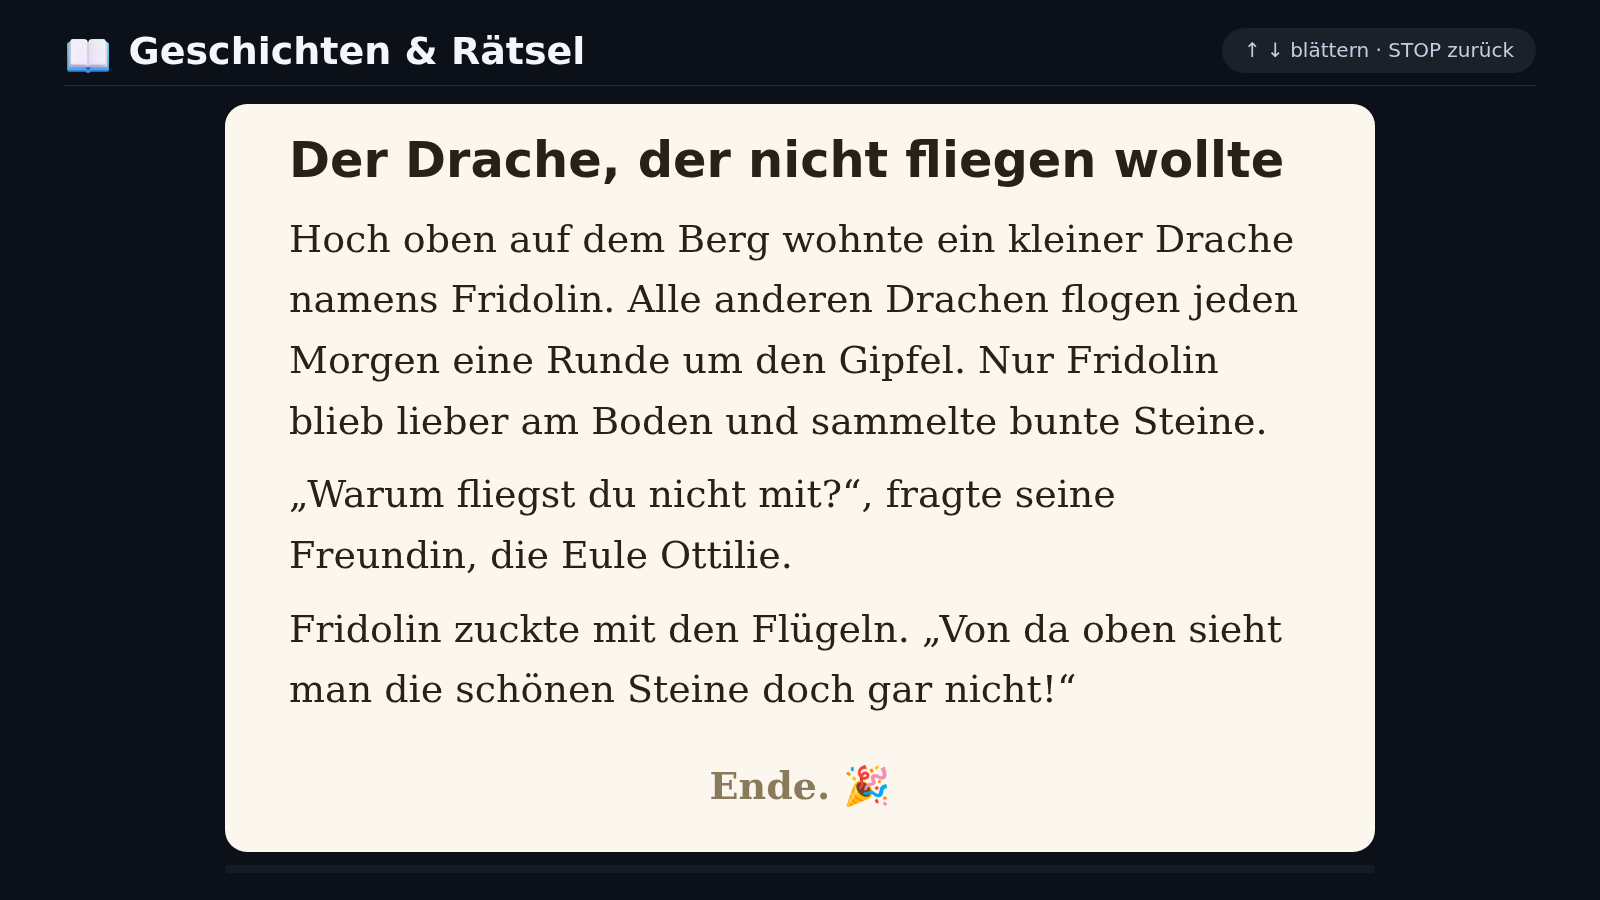 📖 Geschichten & Rätsel
↑ ↓ blättern · STOP zurück
Der Drache, der nicht fliegen wollte
Hoch oben auf dem Berg wohnte ein kleiner Drache
namens Fridolin. Alle anderen Drachen flogen jeden
Morgen eine Runde um den Gipfel. Nur Fridolin
blieb lieber am Boden und sammelte bunte Steine.
„Warum fliegst du nicht mit?“, fragte seine
Freundin, die Eule Ottilie.
Fridolin zuckte mit den Flügeln. „Von da oben sieht
man die schönen Steine doch gar nicht!“
Ende. 🎉